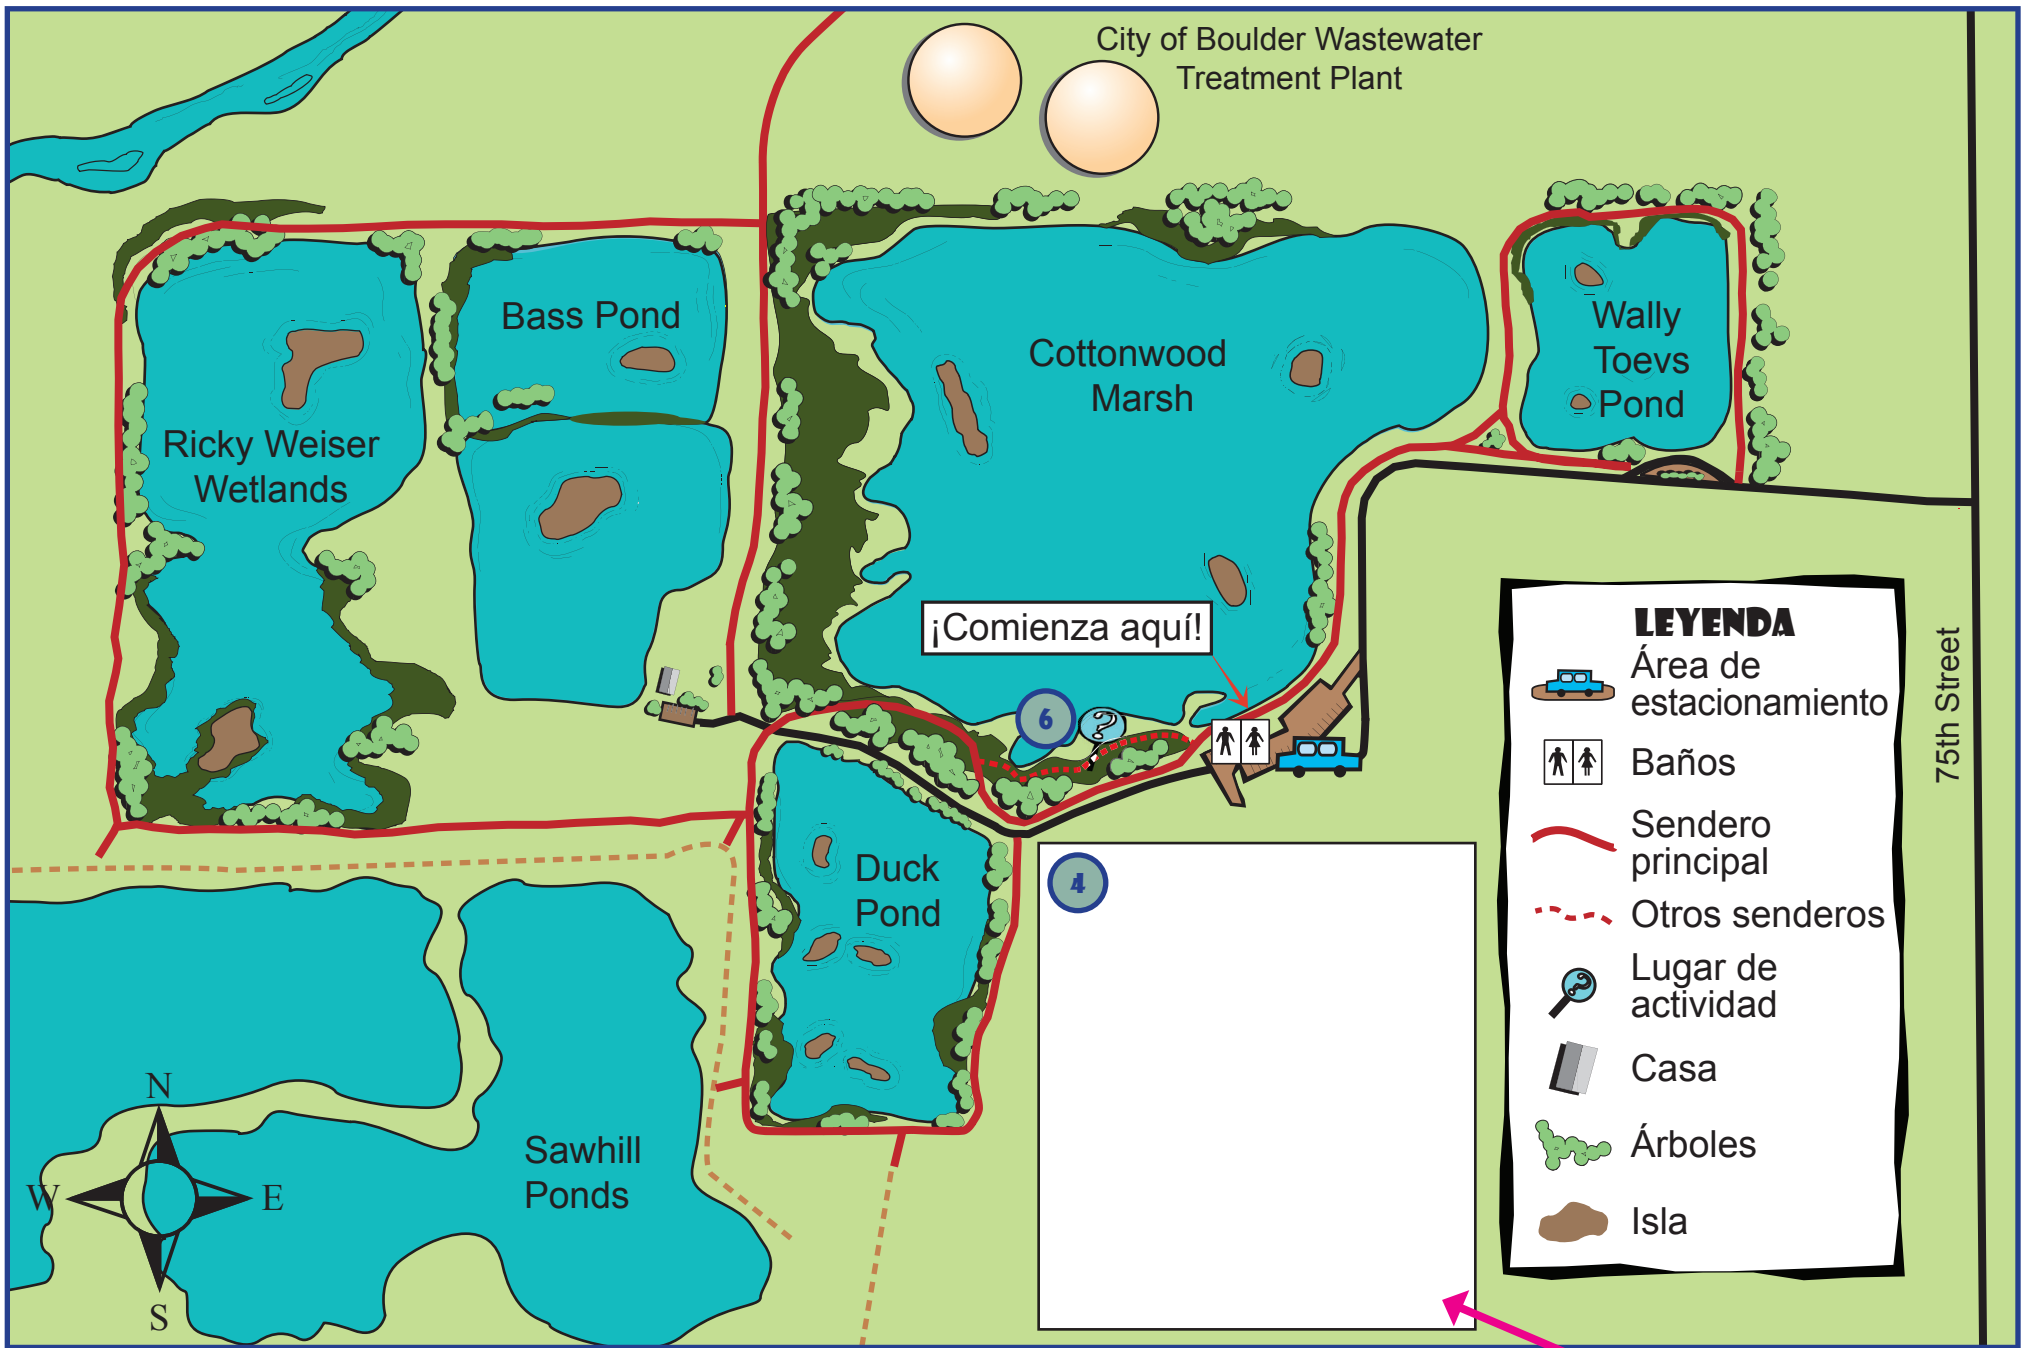 City of Boulder Wastewater
Treatment Plant
Bass Pond
Cottonwood
Marsh
Wally
Toevs
Pond
Ricky Weiser
Wetlands
¡Comienza aquí!
6
?
Duck
Pond
4
Sawhill
Ponds
N
W
E
S
75th Street
LEYENDA
Área de
estacionamiento
Baños
Sendero
principal
Otros senderos
?
Lugar de
actividad
Casa
Árboles
Isla